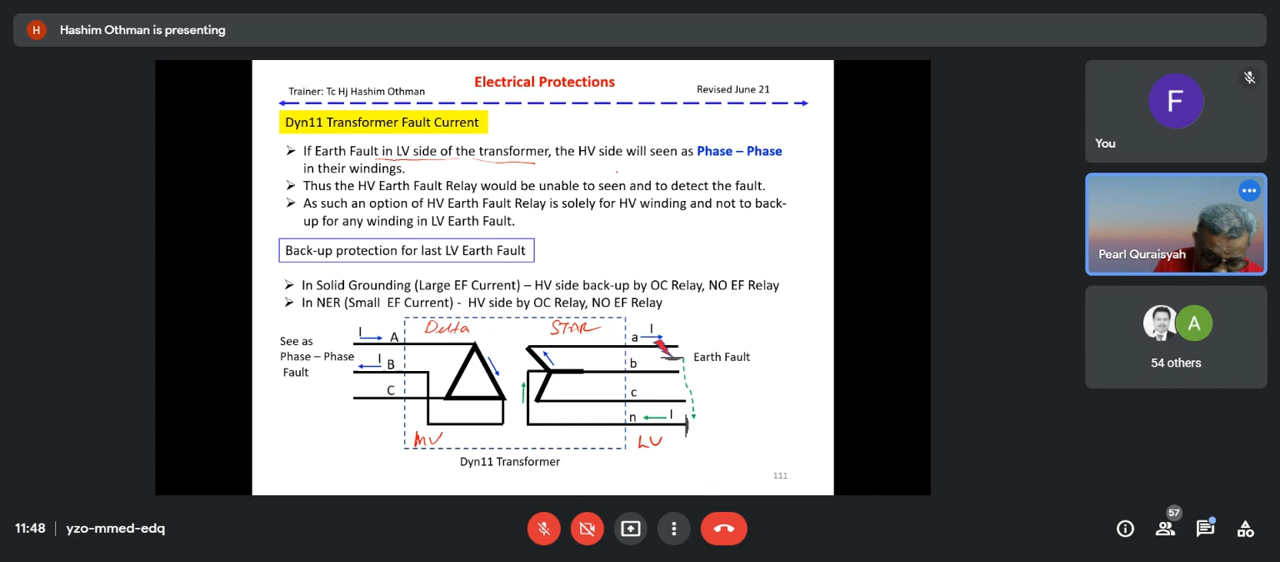 H Hashim Othman is presenting
Electrical Protections
Trainer: Tc Hj Hashim Othman
Revised June 21
Dyn11 Transformer Fault Current
➢ If Earth Fault in LV side of the transformer, the HV side will seen as Phase – Phase
in their windings.
➢ Thus the HV Earth Fault Relay would be unable to seen and to detect the fault.
➢ As such an option of HV Earth Fault Relay is solely for HV winding and not to back-
up for any winding in LV Earth Fault.
Back-up protection for last LV Earth Fault
➢ In Solid Grounding (Large EF Current) – HV side back-up by OC Relay, NO EF Relay
➢ In NER (Small EF Current) - HV side by OC Relay, NO EF Relay
See as
Phase – Phase
Fault
I
A
I
B
C
Delta
STAR
a
I
b
c
n
I
Earth Fault
MV
LV
Dyn11 Transformer
111
F
You
Pearl Quraisyah
A
54 others
11:48 | yzo-mmed-edq
57